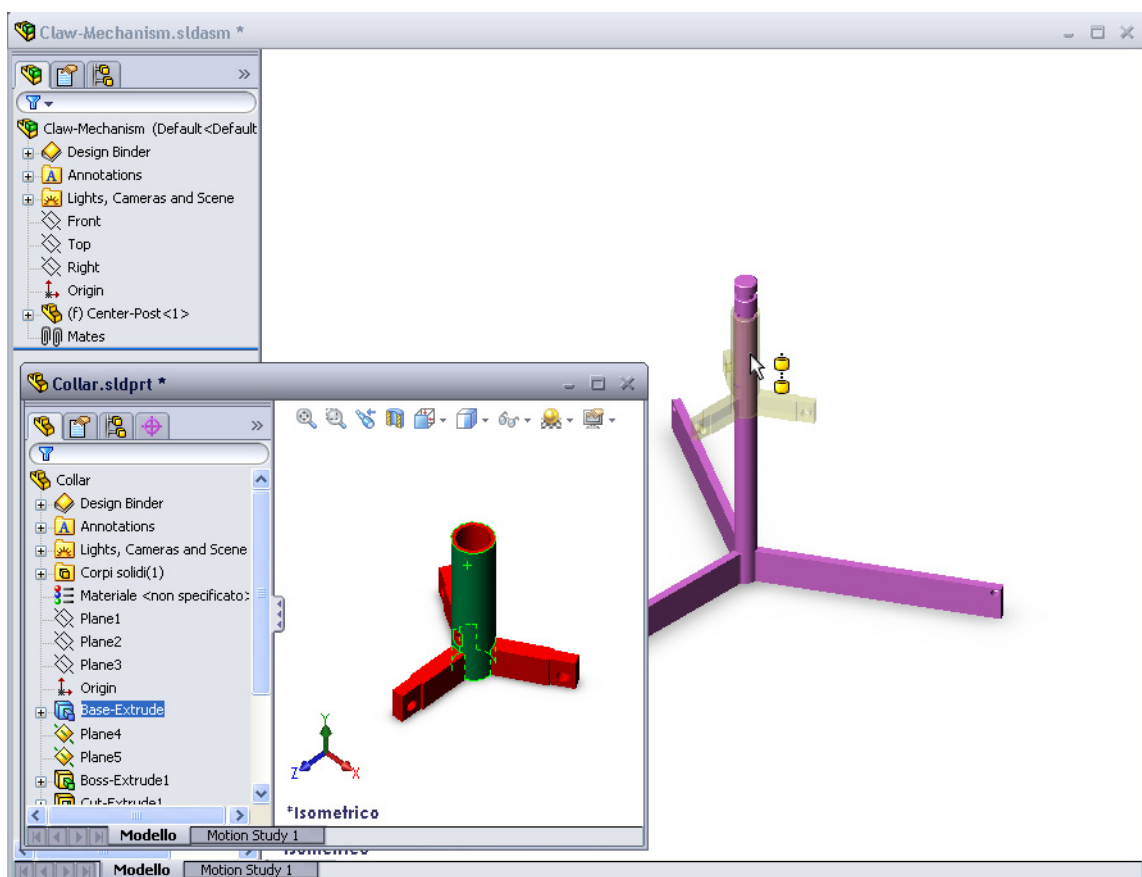 Claw-Mechanism.sldasm *
Claw-Mechanism (Default<Default
Design Binder
Annotations
Lights, Cameras and Scene
Front
Top
Right
Origin
(f) Center-Post<1>
Mates
Collar.sldprt *
Collar
Design Binder
Annotations
Lights, Cameras and Scene
Corpi solidi(1)
Materiale <non specificato>
Plane1
Plane2
Plane3
Origin
Base-Extrude
Plane4
Plane5
Boss-Extrude1
Cut-Extrude1
Y
Z
X
*Isometrico
Modello
Motion Study 1
Isometrico
Modello
Motion Study 1